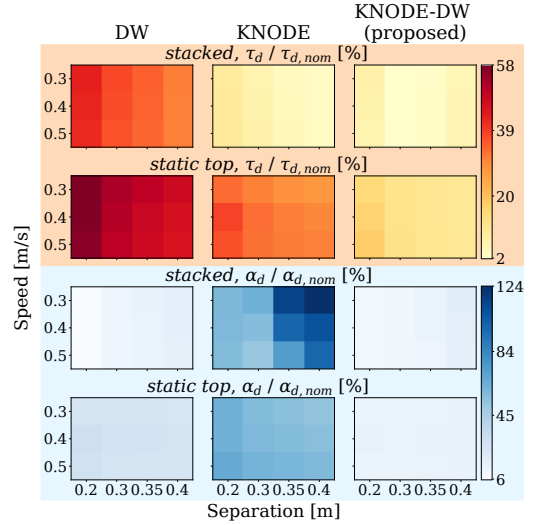 DW KNODE KNODE-DW
(proposed)
stacked, τd / τd,nom [%]
0.3
0.4
0.5
58
39
20
2
static top, τd / τd,nom [%]
0.3
0.4
0.5
Speed [m/s]
stacked, αd / αd,nom [%]
0.3
0.4
0.5
124
84
45
6
static top, αd / αd,nom [%]
0.3
0.4
0.5
0.2 0.3 0.35 0.4 0.2 0.3 0.35 0.4 0.2 0.3 0.35 0.4
Separation [m]